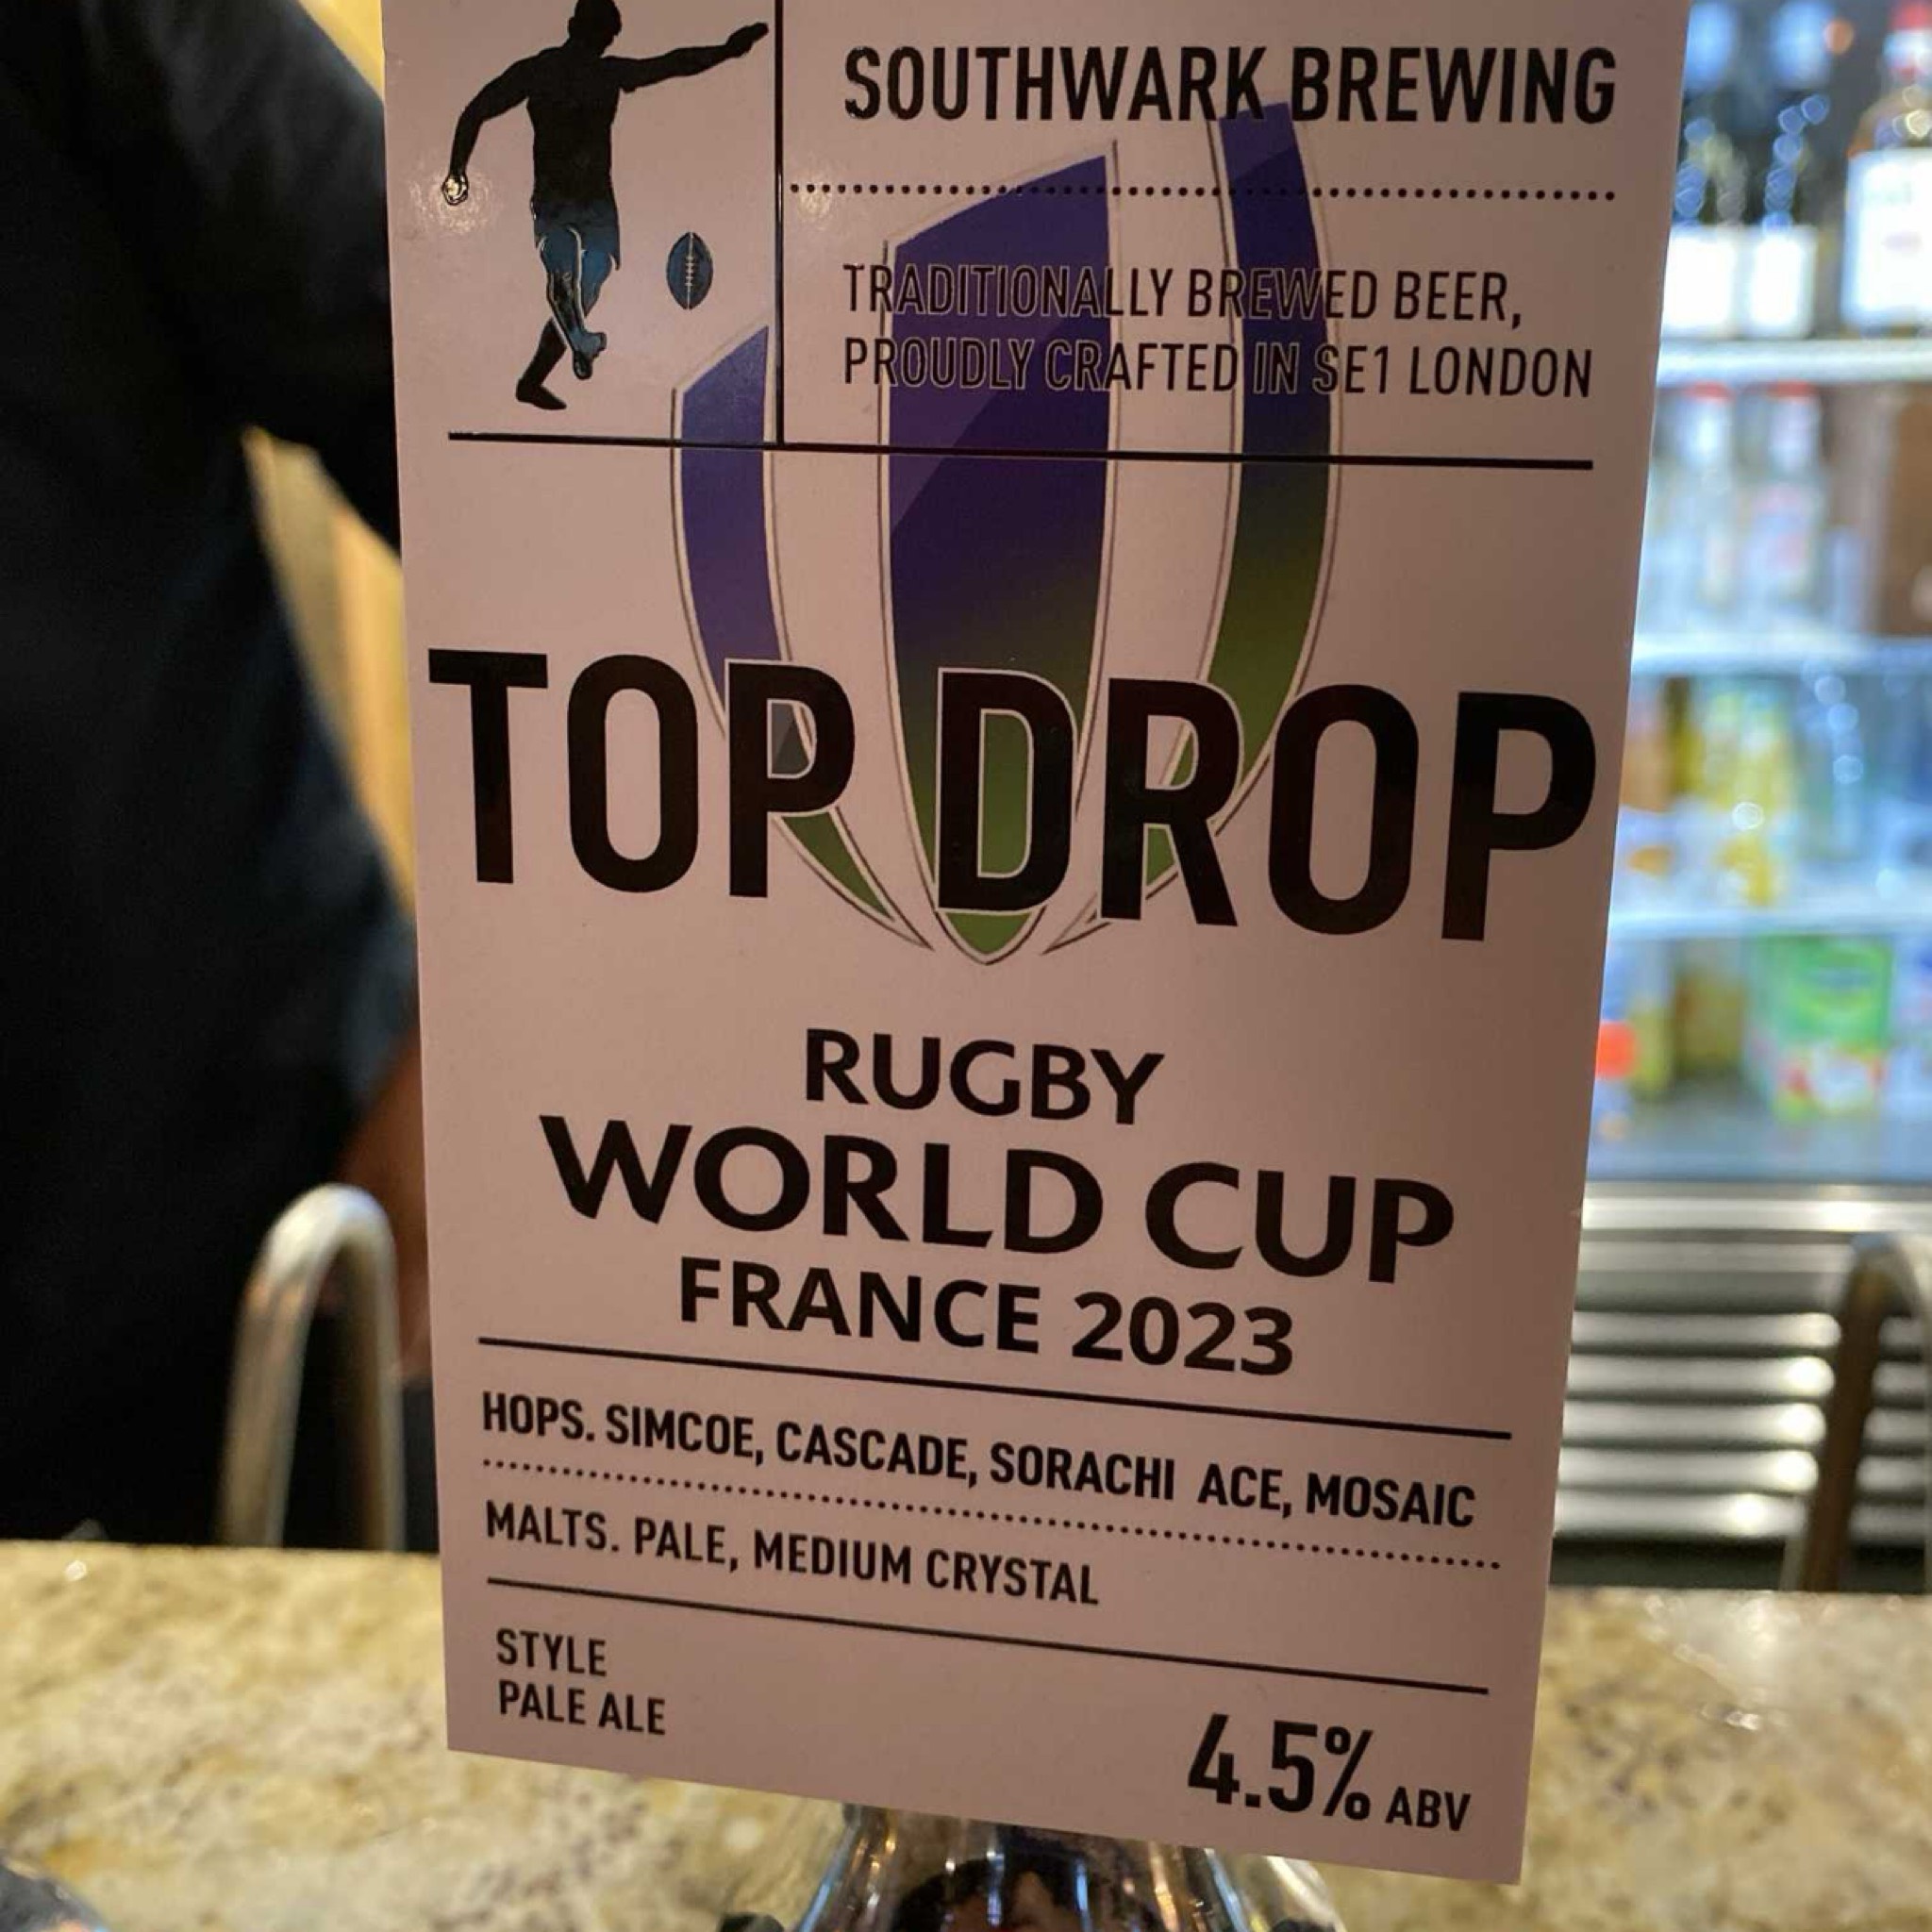 SOUTHWARK BREWING
TRADITIONALLY BREWED BEER,
PROUDLY CRAFTED IN SE1 LONDON
TOP DROP
RUGBY
WORLD CUP
FRANCE 2023
HOPS. SIMCOE, CASCADE, SORACHI ACE, MOSAIC
MALTS. PALE, MEDIUM CRYSTAL
STYLE
PALE ALE
4.5% ABV